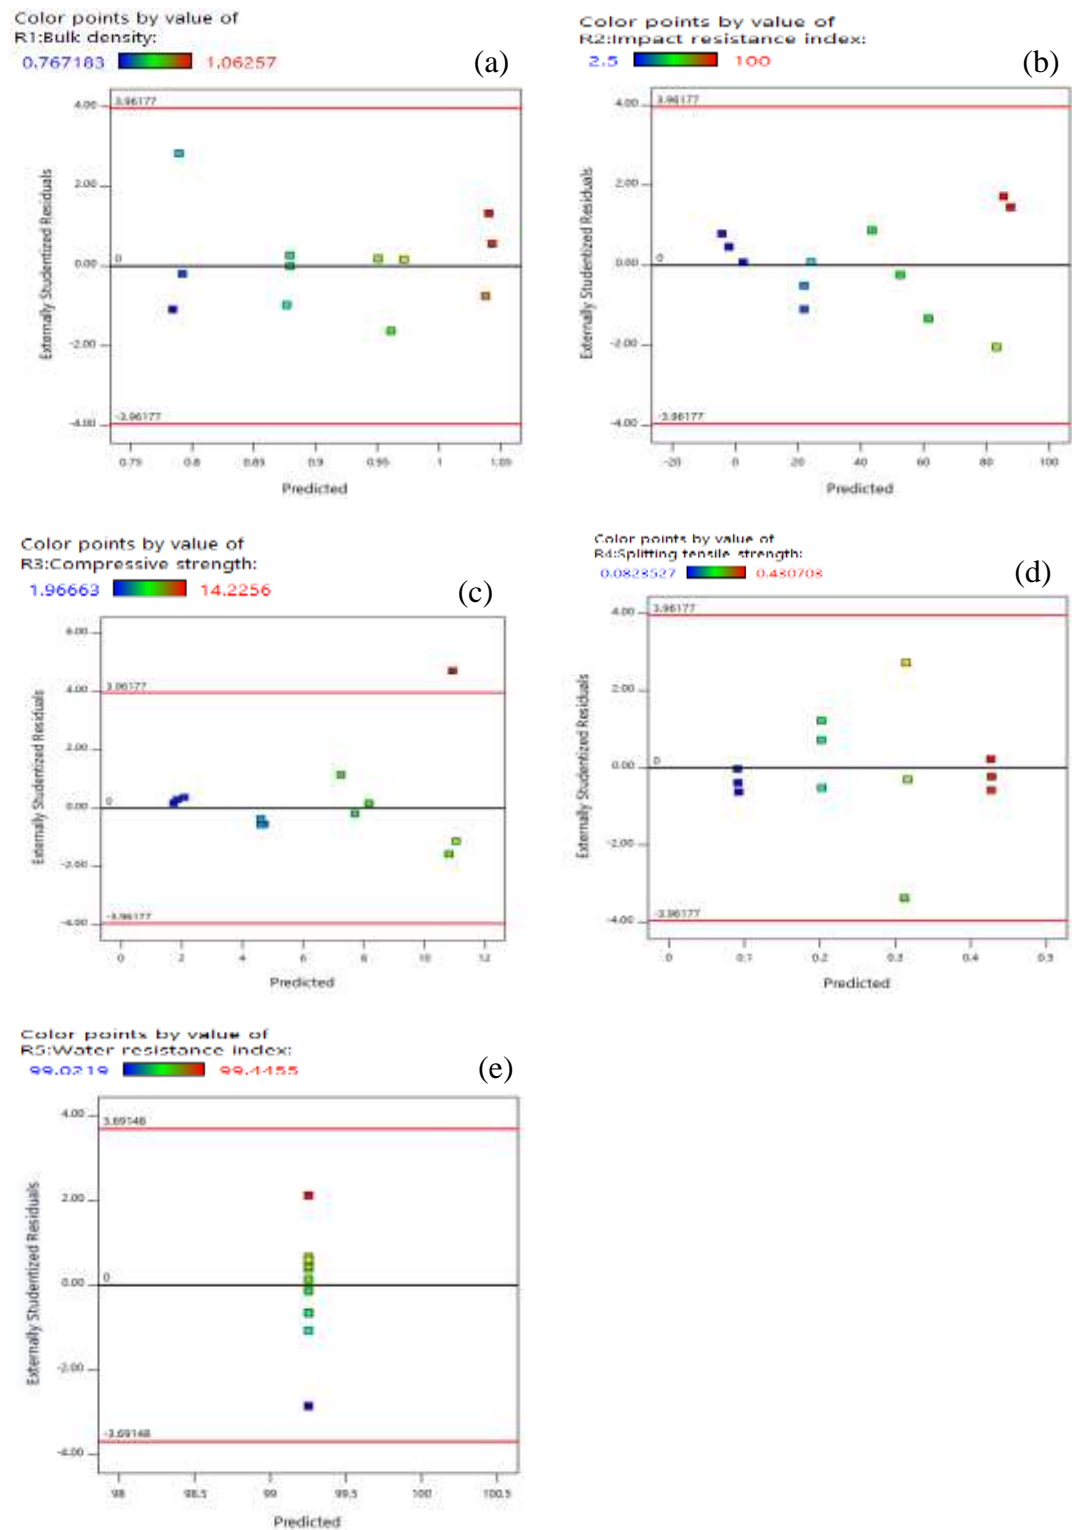 Color points by value of
R1:Bulk density:
0.767183 1.06257
(a)
4.00
3.96177
2.00
0
0.00
-2.00
-3.96177
-4.00
Externally Studentized Residuals
0.75 0.8 0.85 0.9 0.95 1 1.05
Predicted
Color points by value of
R2:Impact resistance index:
2.5 100
(b)
4.00
3.96177
2.00
0
0.00
-2.00
-3.96177
-4.00
Externally Studentized Residuals
-20 0 20 40 60 80 100
Predicted
Color points by value of
R3:Compressive strength:
1.96663 14.2256
(c)
6.00
4.00
3.96177
2.00
0
0.00
-2.00
-3.96177
-4.00
Externally Studentized Residuals
0 2 4 6 8 10 12
Predicted
Color points by value of
R4:Splitting tensile strength:
0.0823527 0.430703
(d)
4.00
3.96177
2.00
0
0.00
-2.00
-3.96177
-4.00
Externally Studentized Residuals
0 0.1 0.2 0.3 0.4 0.5
Predicted
Color points by value of
R5:Water resistance index:
99.0219 99.4455
(e)
4.00
3.69148
2.00
0
0.00
-2.00
-3.69148
-4.00
Externally Studentized Residuals
98 98.5 99 99.5 100 100.5
Predicted